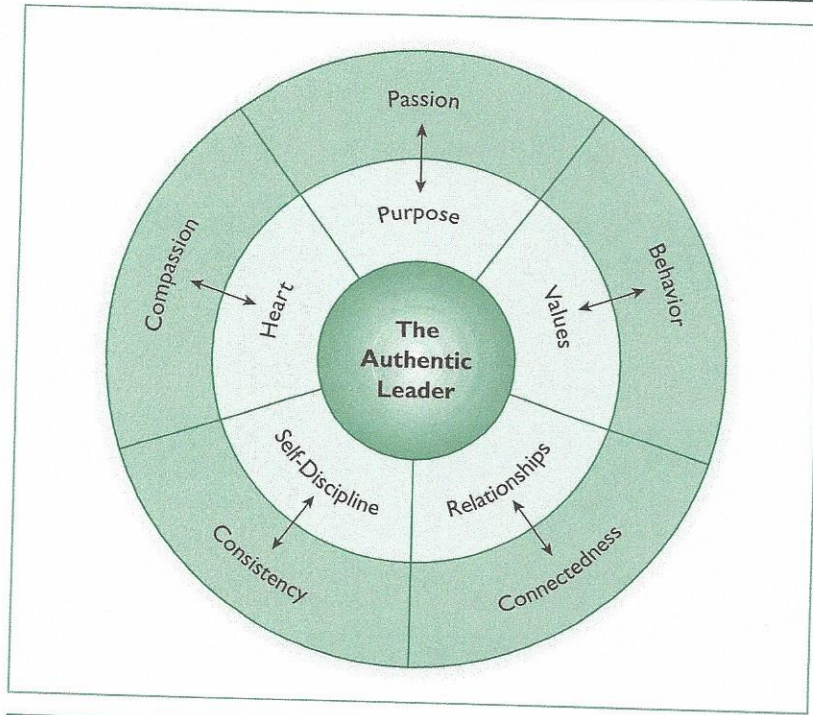 Passion
Purpose
Behavior
Values
Compassion
Heart
The
Authentic
Leader
Self-Discipline
Consistency
Relationships
Connectedness